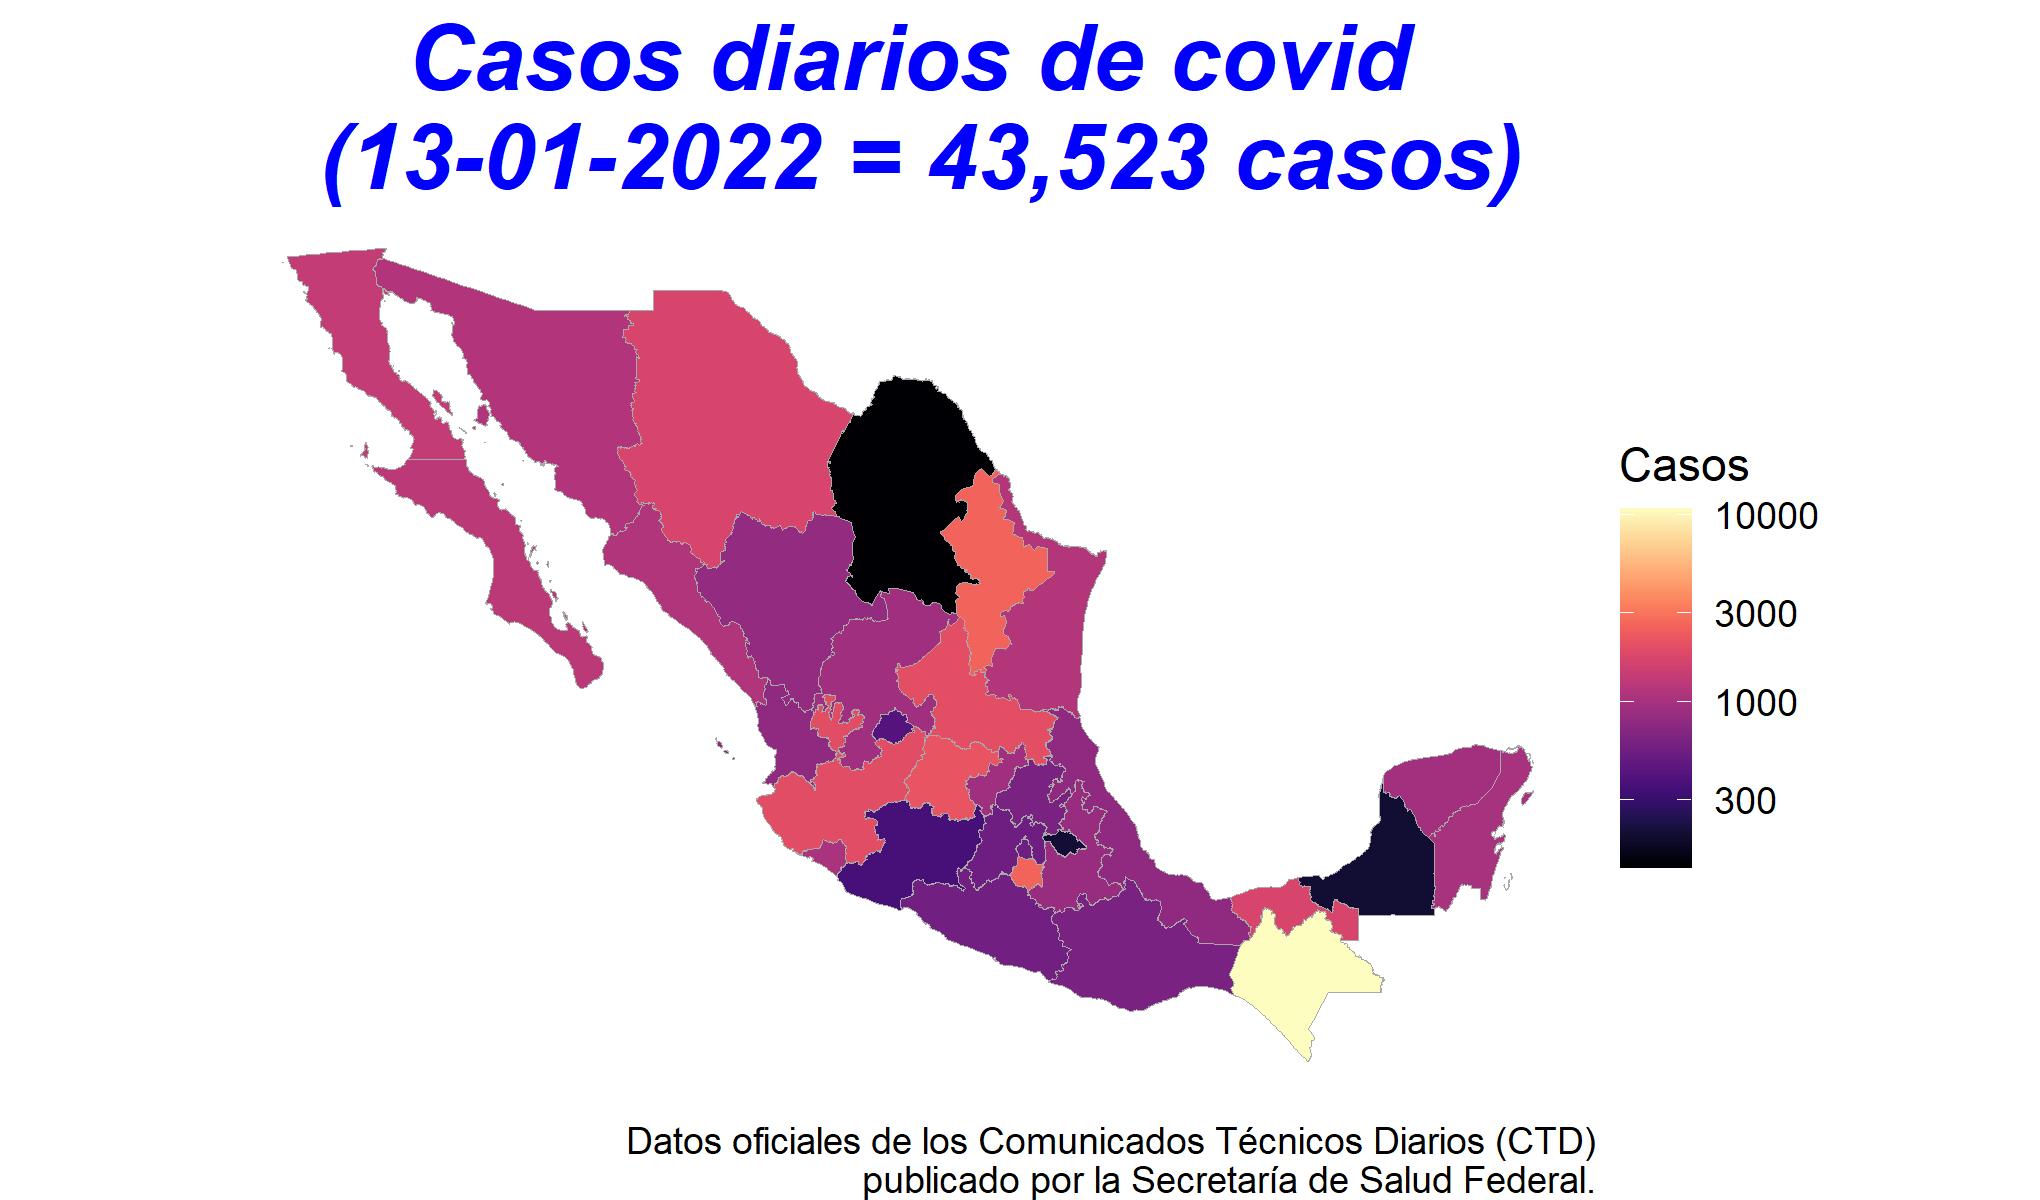 Casos diarios de covid
(13-01-2022 = 43,523 casos)
Casos
10000
3000
1000
300
Datos oficiales de los Comunicados Técnicos Diarios (CTD)
publicado por la Secretaría de Salud Federal.